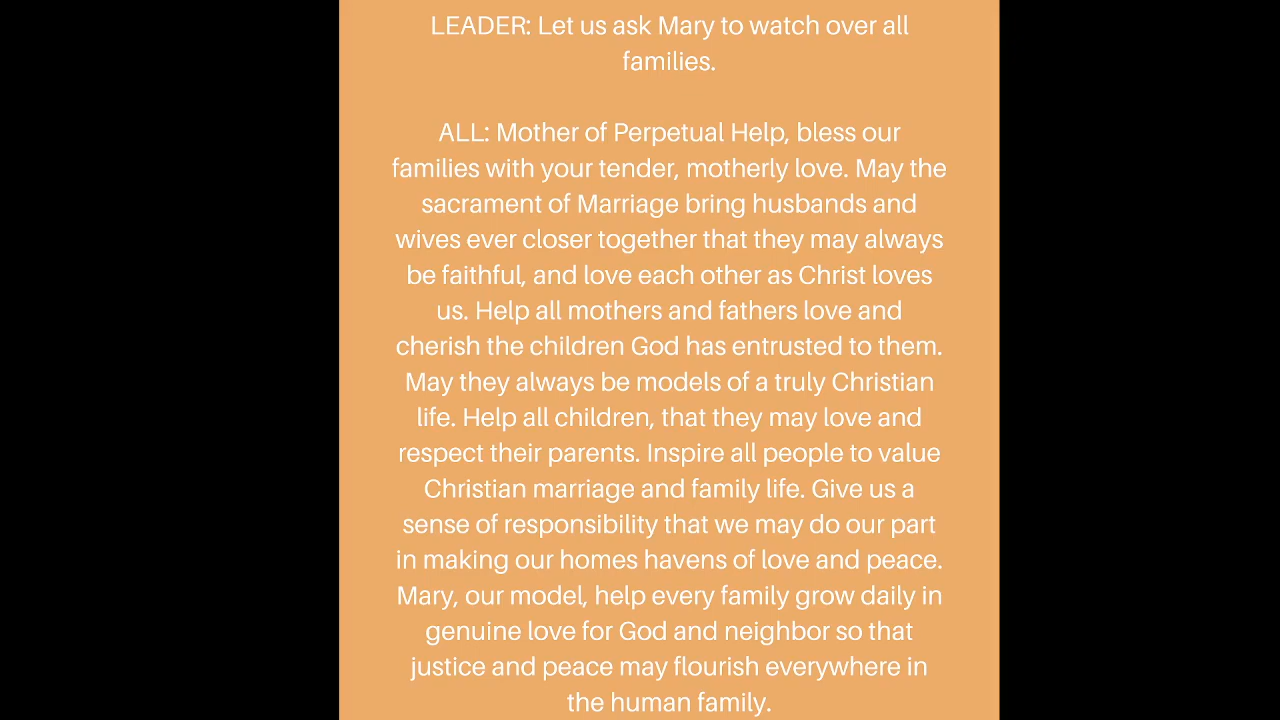 LEADER: Let us ask Mary to watch over all
families.
ALL: Mother of Perpetual Help, bless our
families with your tender, motherly love. May the
sacrament of Marriage bring husbands and
wives ever closer together that they may always
be faithful, and love each other as Christ loves
us. Help all mothers and fathers love and
cherish the children God has entrusted to them.
May they always be models of a truly Christian
life. Help all children, that they may love and
respect their parents. Inspire all people to value
Christian marriage and family life. Give us a
sense of responsibility that we may do our part
in making our homes havens of love and peace.
Mary, our model, help every family grow daily in
genuine love for God and neighbor so that
justice and peace may flourish everywhere in
the human family.